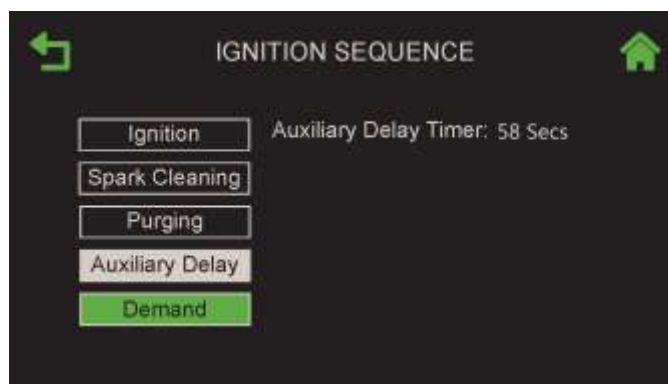 IGNITION SEQUENCE
Ignition
Auxiliary Delay Timer: 58 Secs
Spark Cleaning
Purging
Auxiliary Delay
Demand